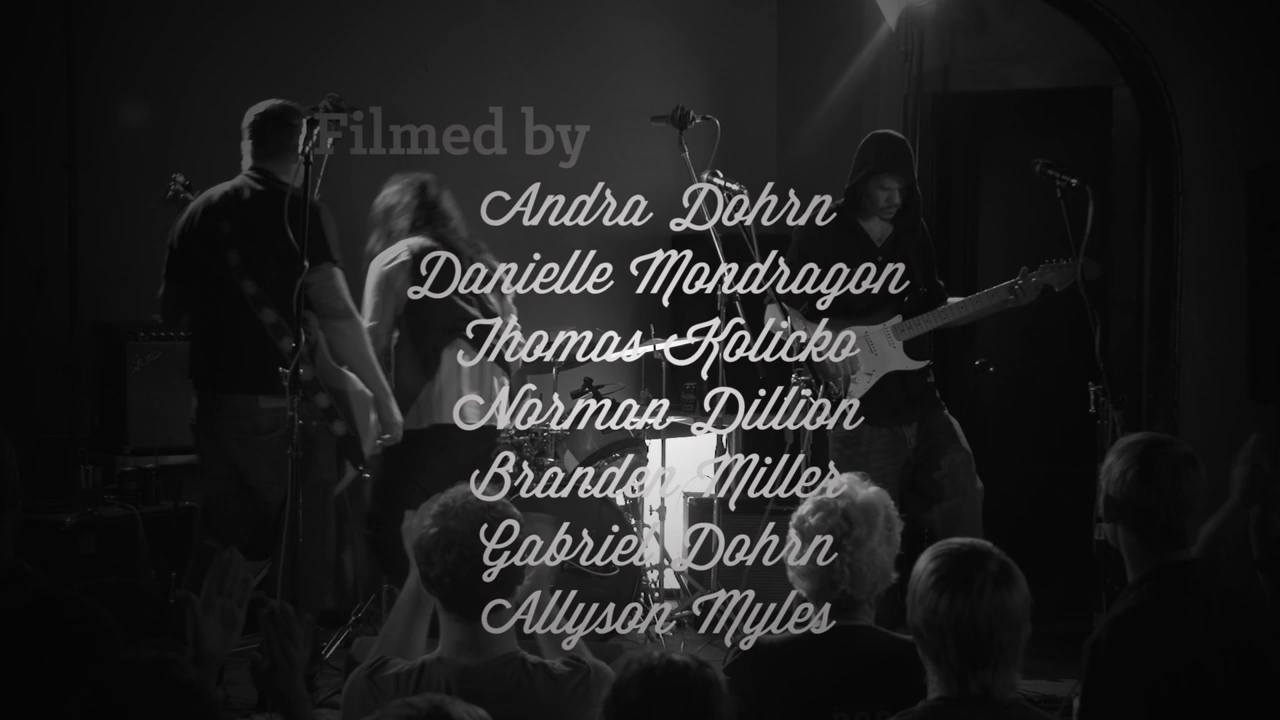 Filmed by
Andra Dohrn
Danielle Mondragon
Thomas Kolicko
Norman Dillion
Branden Miller
Gabriel Dohrn
Allyson Myles